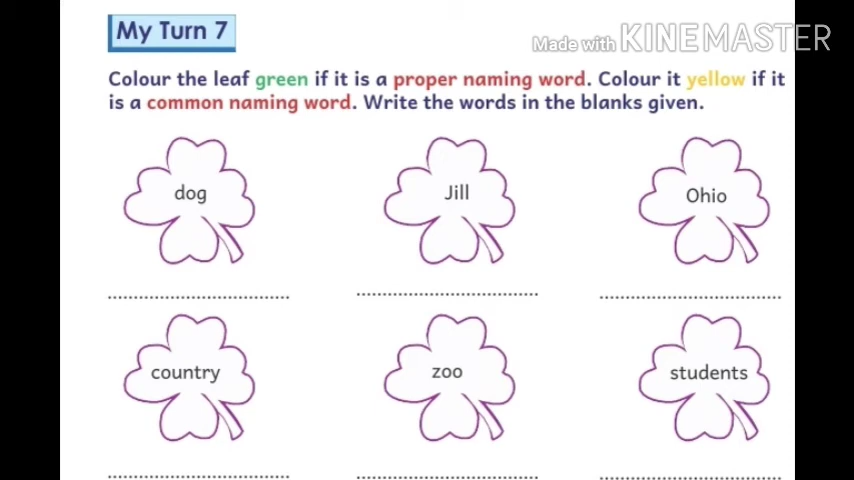 My Turn 7
Made with KINEMASTER
Colour the leaf green if it is a proper naming word. Colour it yellow if it
is a common naming word. Write the words in the blanks given.
dog
Jill
Ohio
country
zoo
students